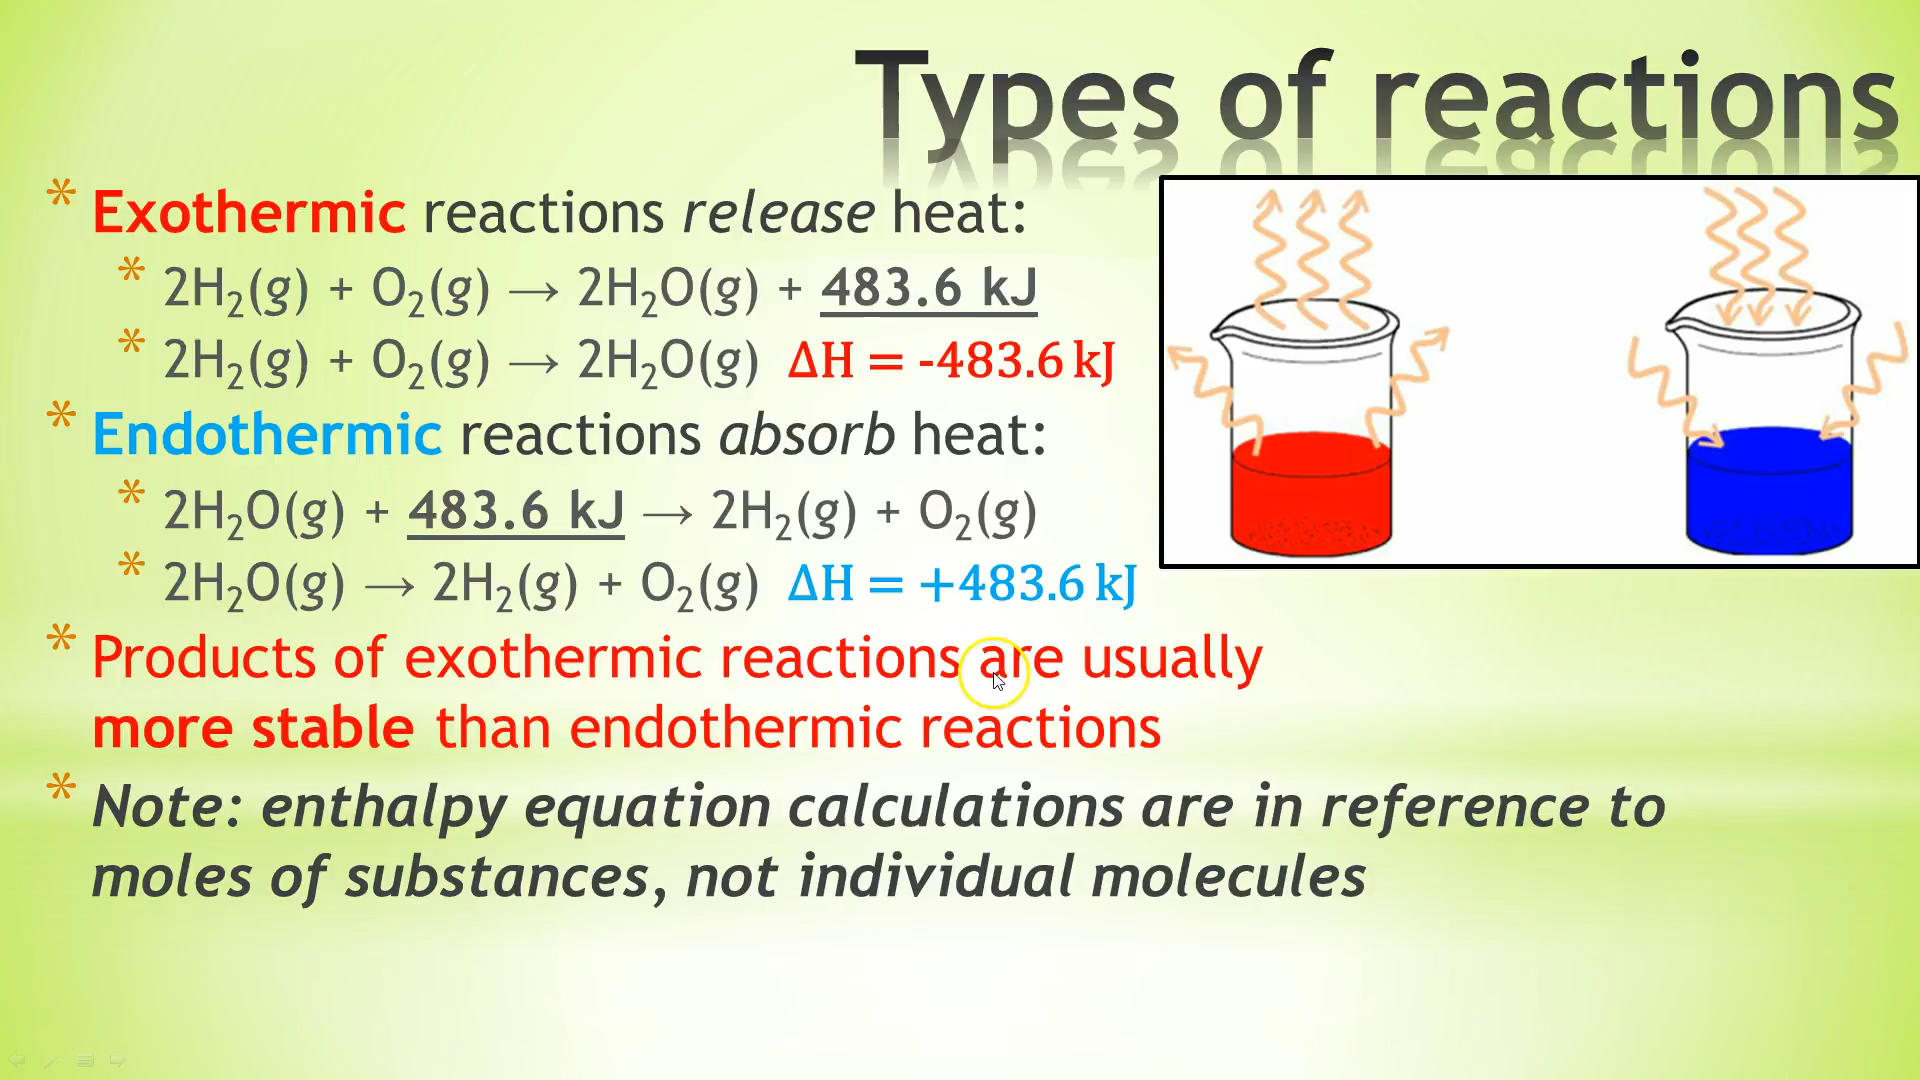 Types of reactions
* Exothermic reactions release heat:
* 2H₂(g) + O₂(g) → 2H₂O(g) + 483.6 kJ
* 2H₂(g) + O₂(g) → 2H₂O(g) ΔH = -483.6 kJ
* Endothermic reactions absorb heat:
* 2H₂O(g) + 483.6 kJ → 2H₂(g) + O₂(g)
* 2H₂O(g) → 2H₂(g) + O₂(g) ΔH = +483.6 kJ
* Products of exothermic reactions are usually
more stable than endothermic reactions
* Note: enthalpy equation calculations are in reference to
moles of substances, not individual molecules